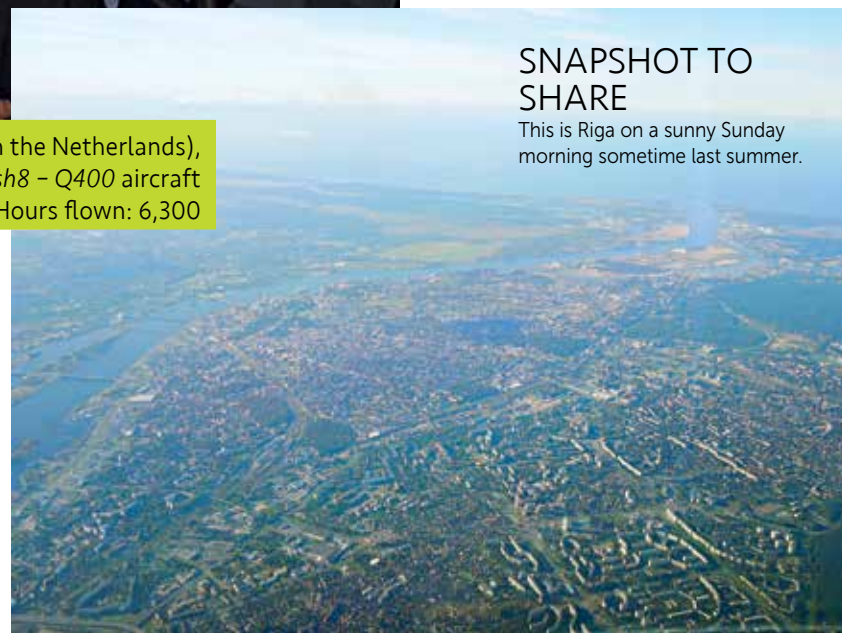 the Netherlands),
– Q400 aircraft
Hours flown: 6,300
SNAPSHOT TO
SHARE
This is Riga on a sunny Sunday
morning sometime last summer.